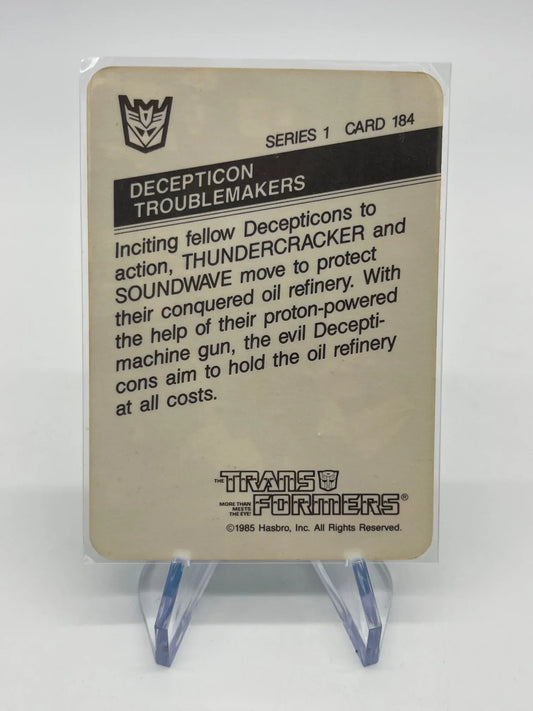 SERIES 1 CARD 184
DECEPTICON
TROUBLEMAKERS
Inciting fellow Decepticons to
action, THUNDERCRACKER and
SOUNDWAVE move to protect
their conquered oil refinery. With
the help of their proton-powered
machine gun, the evil Decepti-
cons aim to hold the oil refinery
at all costs.
THE TRANSFORMERS®
MORE THAN
MEETS
THE EYE!
©1985 Hasbro, Inc. All Rights Reserved.